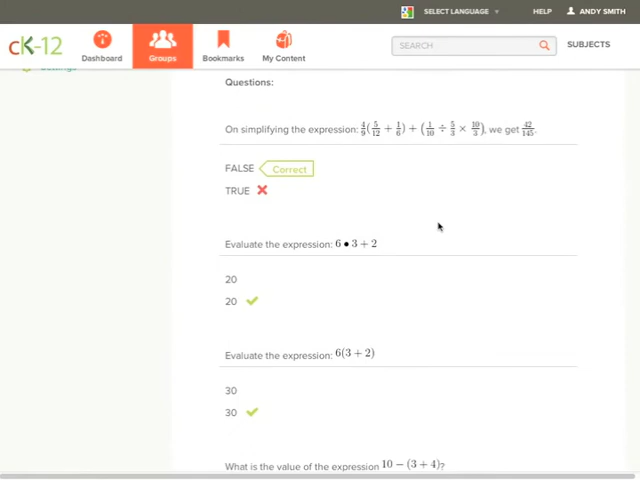 SELECT LANGUAGE HELP ANDY SMITH
cK-12 Dashboard Groups Bookmarks My Content SEARCH SUBJECTS
Settings
Questions:
On simplifying the expression: 4/9(5/12 + 1/6) + (1/10 ÷ 5/3 × 10/3), we get 42/145.
FALSE Correct
TRUE
Evaluate the expression: 6 • 3 + 2
20
20
Evaluate the expression: 6(3 + 2)
30
30
What is the value of the expression 10 − (3 + 4)?